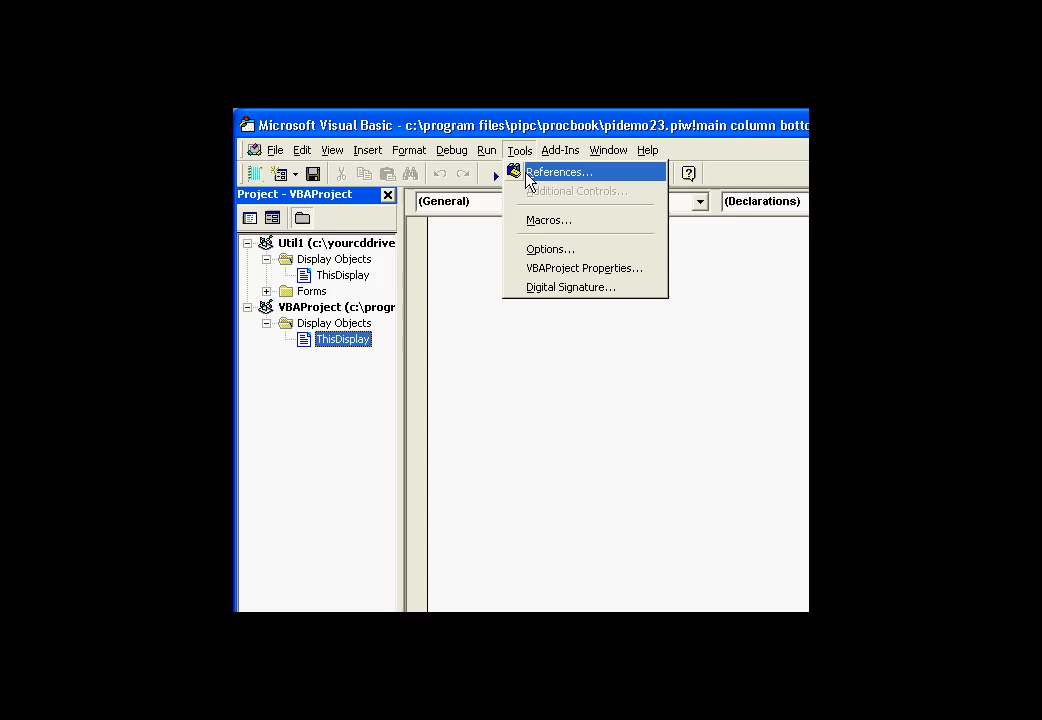 Microsoft Visual Basic - c:\program files\pipc\procbook\pidemo23.piw!main column botto
File Edit View Insert Format Debug Run Tools Add-Ins Window Help
References...
Additional Controls...
Macros...
Options...
VBAProject Properties...
Digital Signature...
Project - VBAProject
(General) (Declarations)
Util1 (c:\yourcddrive
Display Objects
ThisDisplay
Forms
VBAProject (c:\progr
Display Objects
ThisDisplay